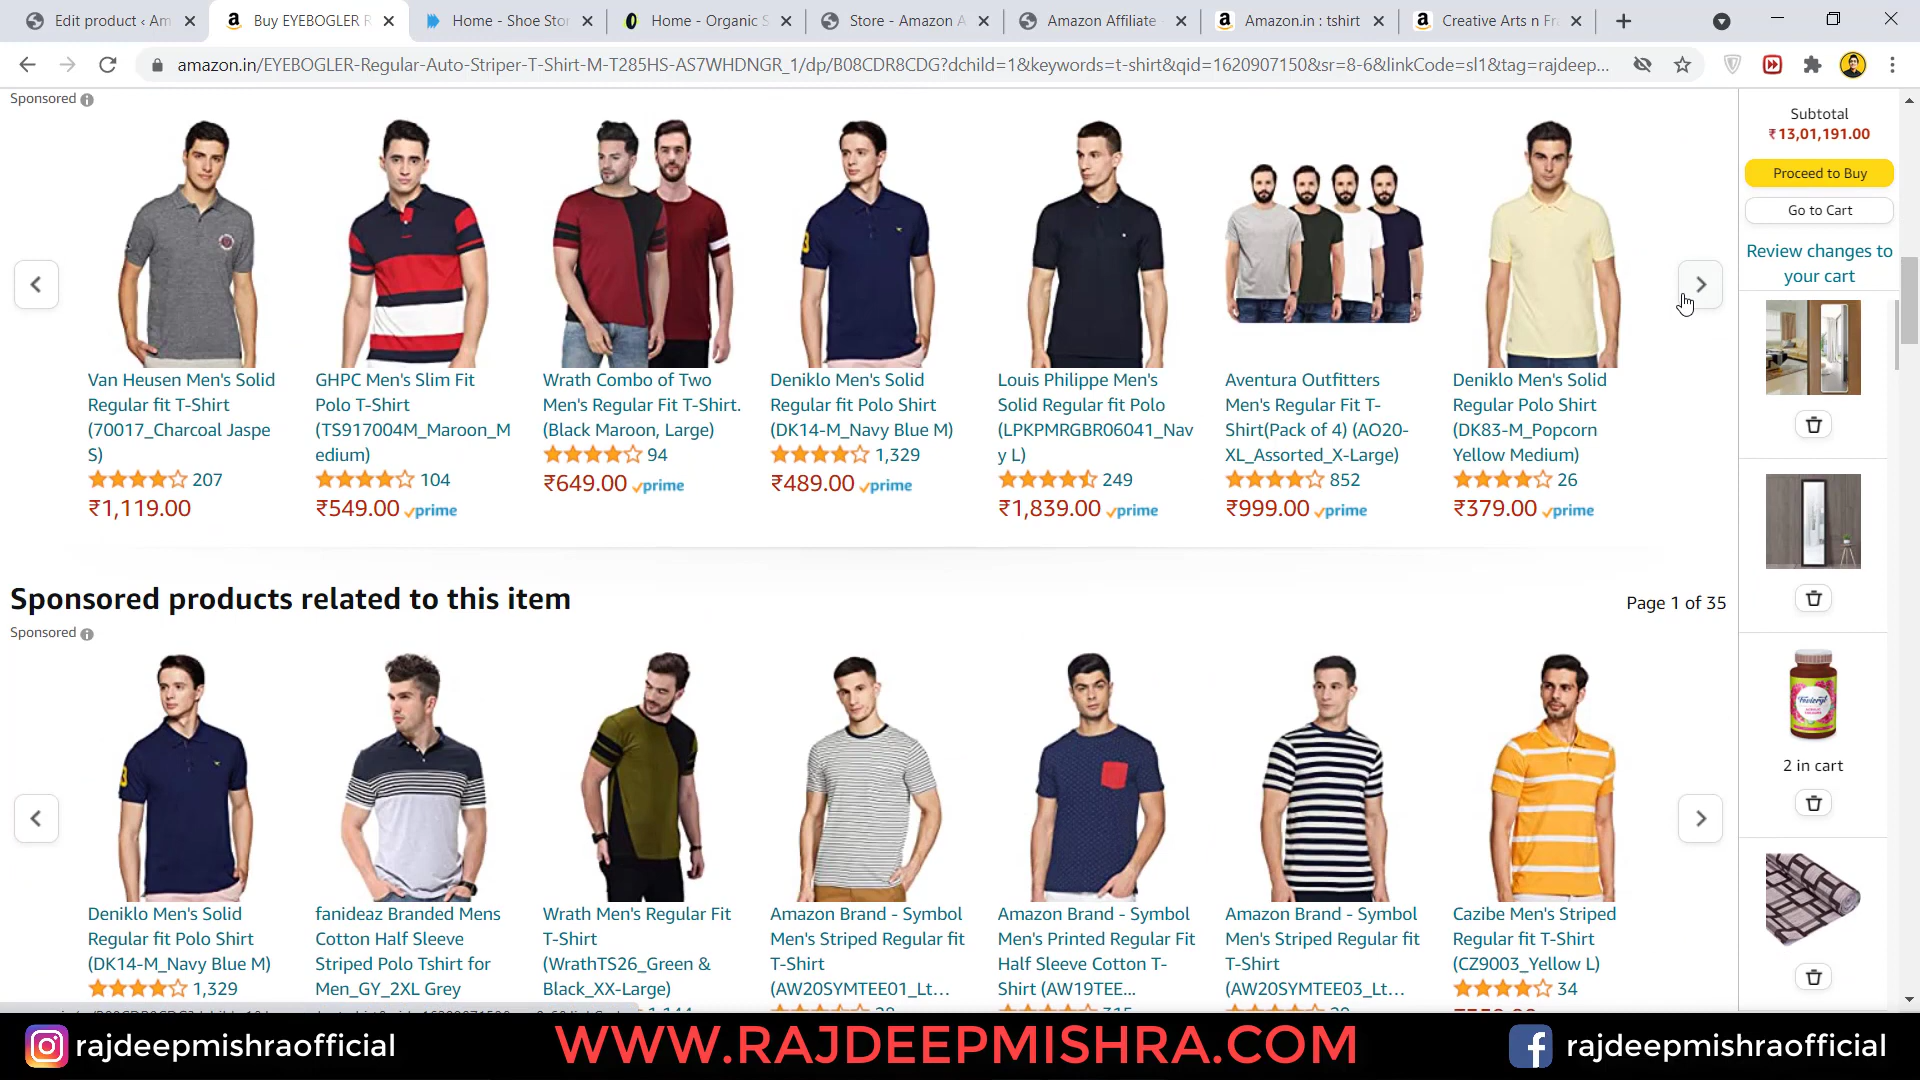 Edit product ‹ Am
Buy EYEBOGLER R
Home - Shoe Stor
Home - Organic S
Store - Amazon A
Amazon Affiliate
Amazon.in : tshirt
Creative Arts n Fr
amazon.in/EYEBOGLER-Regular-Auto-Striper-T-Shirt-M-T285HS-AS7WHDNGR_1/dp/B08CDR8CDG?dchild=1&keywords=t-shirt&qid=1620907150&sr=8-6&linkCode=sl1&tag=rajdeep...
Sponsored
Van Heusen Men's Solid
Regular fit T-Shirt
(70017_Charcoal Jaspe
S)
207
₹1,119.00
GHPC Men's Slim Fit
Polo T-Shirt
(TS917004M_Maroon_M
edium)
104
₹549.00 prime
Wrath Combo of Two
Men's Regular Fit T-Shirt.
(Black Maroon, Large)
94
₹649.00 prime
Deniklo Men's Solid
Regular fit Polo Shirt
(DK14-M_Navy Blue M)
1,329
₹489.00 prime
Louis Philippe Men's
Solid Regular fit Polo
(LPKPMRGBR06041_Nav
y L)
249
₹1,839.00 prime
Aventura Outfitters
Men's Regular Fit T-
Shirt(Pack of 4) (AO20-
XL_Assorted_X-Large)
852
₹999.00 prime
Deniklo Men's Solid
Regular Polo Shirt
(DK83-M_Popcorn
Yellow Medium)
26
₹379.00 prime
Sponsored products related to this item
Page 1 of 35
Sponsored
Deniklo Men's Solid
Regular fit Polo Shirt
(DK14-M_Navy Blue M)
1,329
fanideaz Branded Mens
Cotton Half Sleeve
Striped Polo Tshirt for
Men_GY_2XL Grey
Wrath Men's Regular Fit
T-Shirt
(WrathTS26_Green &
Black_XX-Large)
Amazon Brand - Symbol
Men's Striped Regular fit
T-Shirt
(AW20SYMTEE01_Lt...
Amazon Brand - Symbol
Men's Printed Regular Fit
Half Sleeve Cotton T-
Shirt (AW19TEE...
Amazon Brand - Symbol
Men's Striped Regular fit
T-Shirt
(AW20SYMTEE03_Lt...
Cazibe Men's Striped
Regular fit T-Shirt
(CZ9003_Yellow L)
34
Subtotal
₹13,01,191.00
Proceed to Buy
Go to Cart
Review changes to
your cart
2 in cart
rajdeepmishraofficial
WWW.RAJDEEPMISHRA.COM
rajdeepmishraofficial